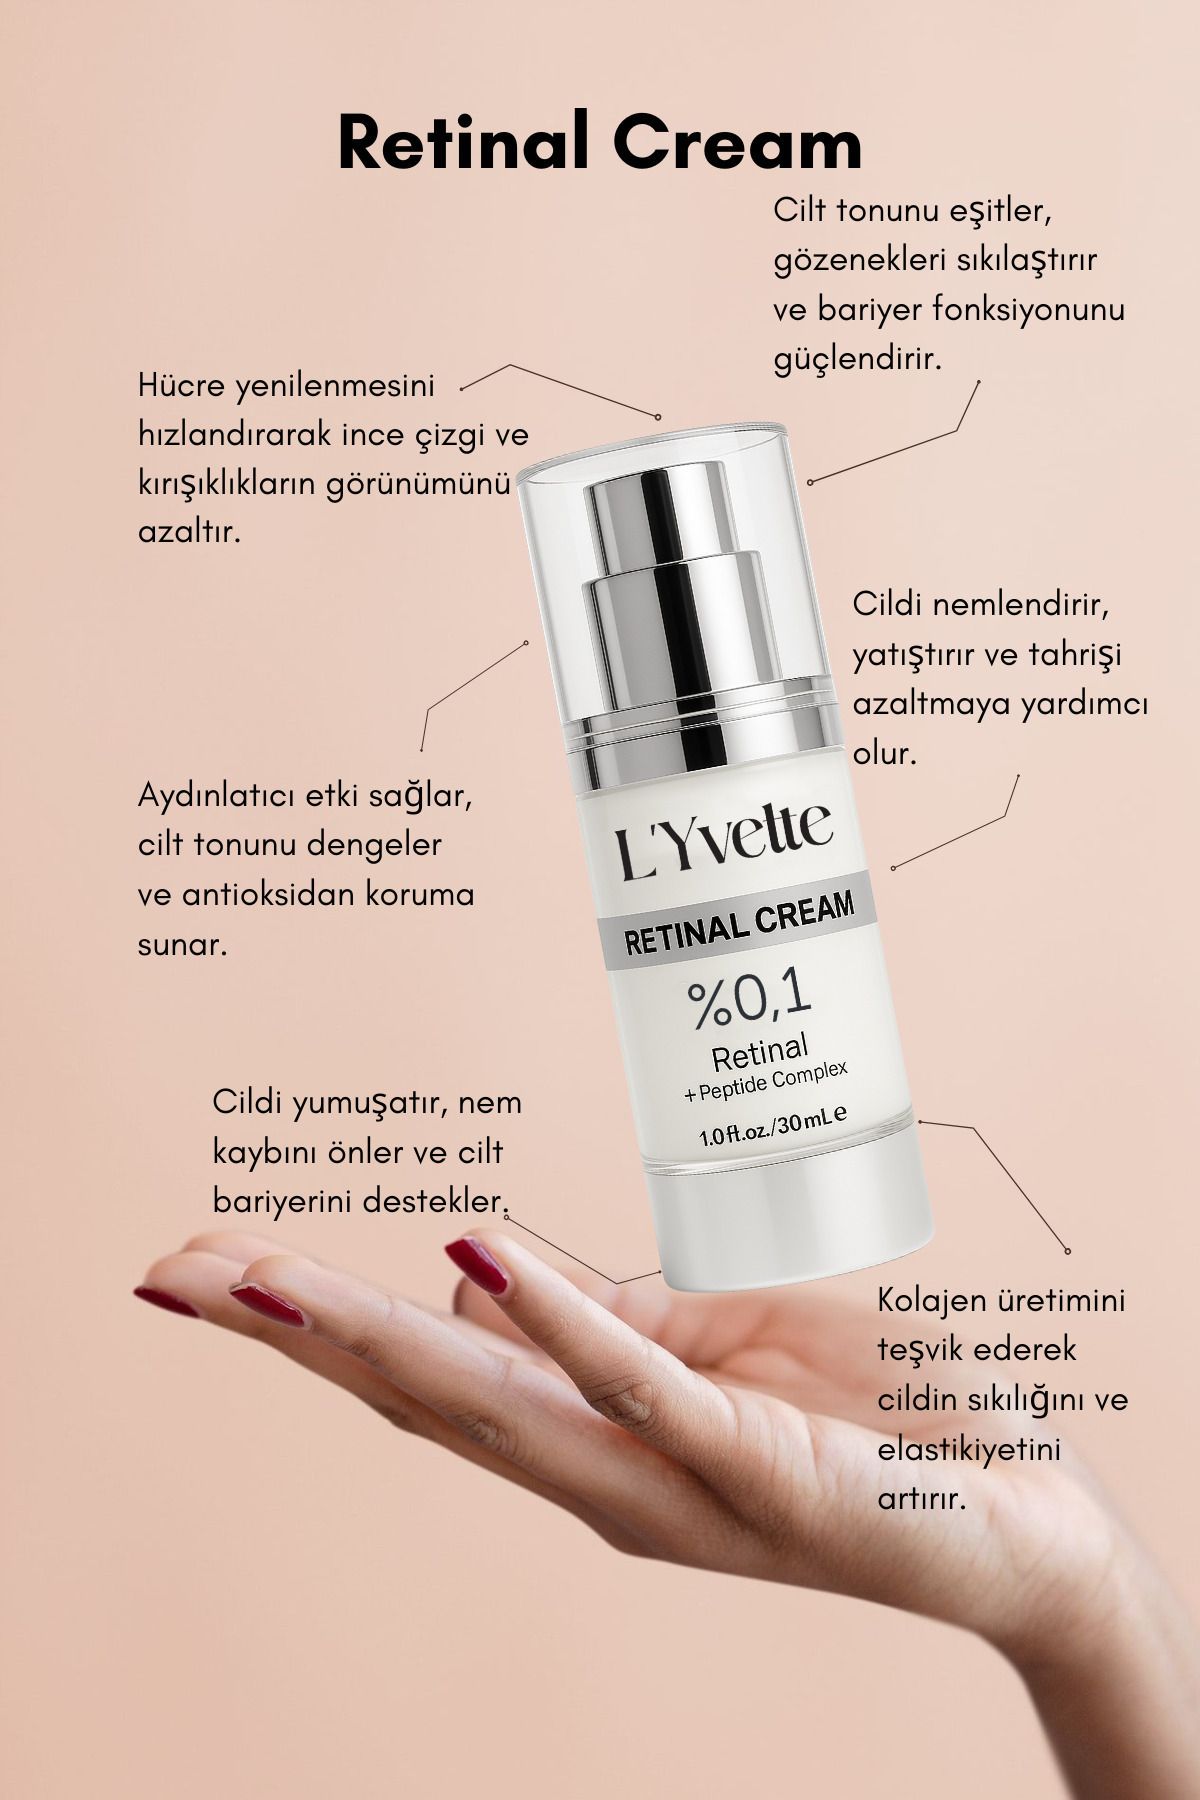 Retinal Cream
Cilt tonunu eşitler,
gözenekleri sıkılaştırır
ve bariyer fonksiyonunu
güçlendirir.
Hücre yenilenmesini
hızlandırarak ince çizgi ve
kırışıklıkların görünümünü
azaltır.
Cildi nemlendirir,
yatıştırır ve tahrişi
azaltmaya yardımcı
olur.
Aydınlatıcı etki sağlar,
cilt tonunu dengeler
ve antioksidan koruma
sunar.
L'Yvette
RETINAL CREAM
%0,1
Retinal
+Peptide Complex
1.0 fl.oz./30 mL e
Cildi yumuşatır, nem
kaybını önler ve cilt
bariyerini destekler.
Kolajen üretimini
teşvik ederek
cildin sıkılığını ve
elastikiyetini
artırır.